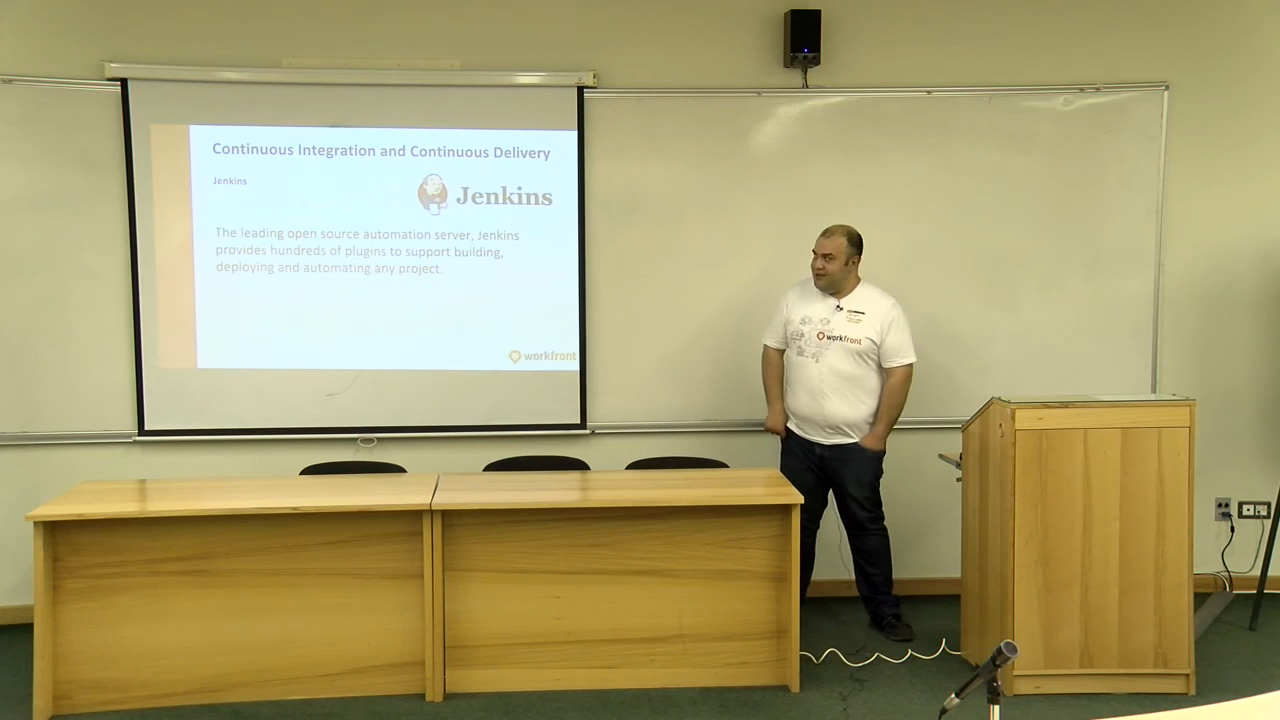 Continuous Integration and Continuous Delivery
Jenkins
Jenkins
The leading open source automation server, Jenkins
provides hundreds of plugins to support building,
deploying and automating any project.
workfront
workfront